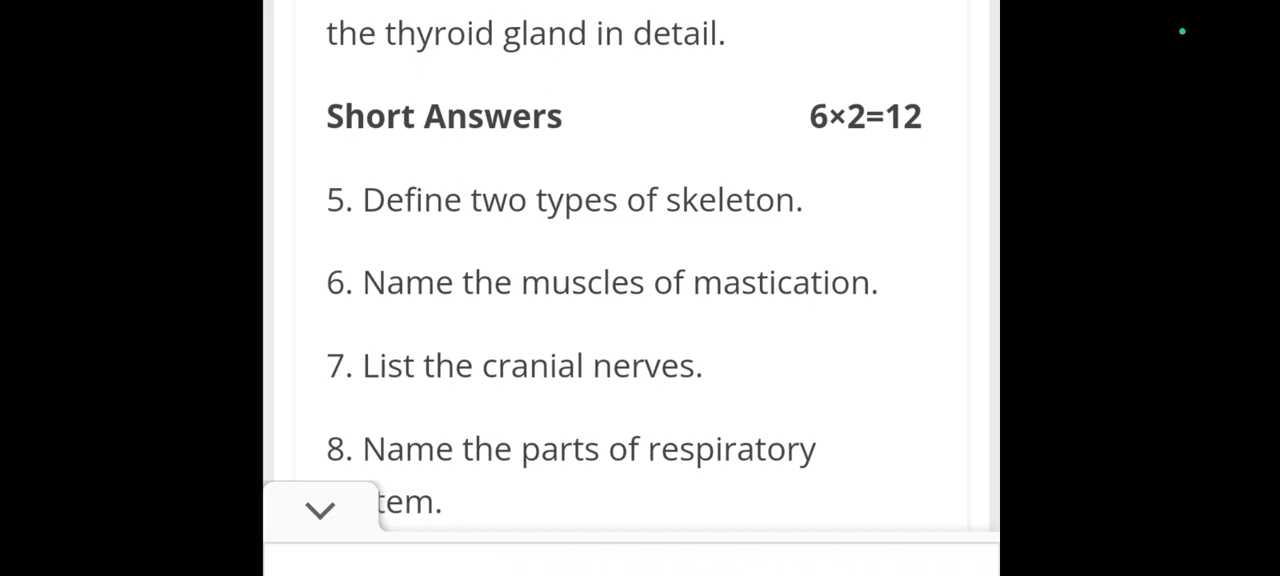 the thyroid gland in detail.
Short Answers 6×2=12
5. Define two types of skeleton.
6. Name the muscles of mastication.
7. List the cranial nerves.
8. Name the parts of respiratory
tem.